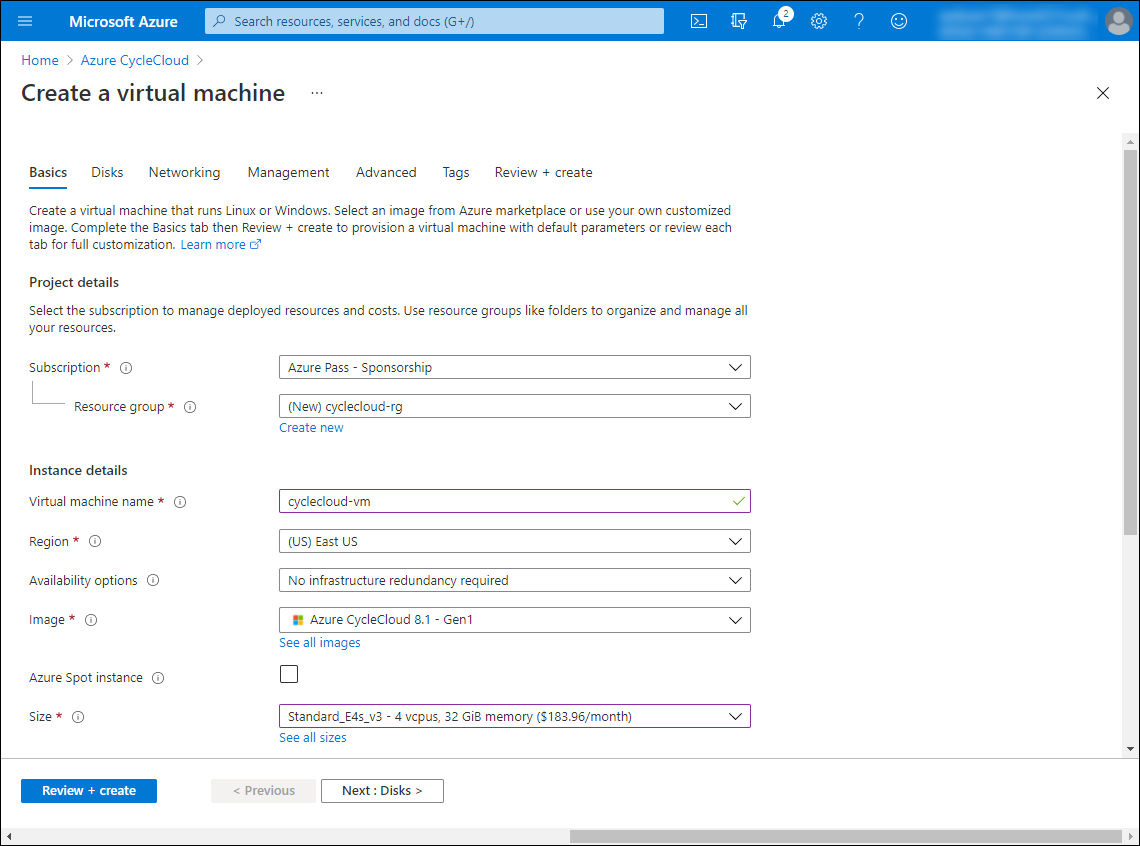 Microsoft Azure
Search resources, services, and docs (G+/)
2
Home > Azure CycleCloud >
Create a virtual machine ...
Basics Disks Networking Management Advanced Tags Review + create
Create a virtual machine that runs Linux or Windows. Select an image from Azure marketplace or use your own customized
image. Complete the Basics tab then Review + create to provision a virtual machine with default parameters or review each
tab for full customization. Learn more
Project details
Select the subscription to manage deployed resources and costs. Use resource groups like folders to organize and manage all
your resources.
Subscription * Azure Pass - Sponsorship
Resource group * (New) cyclecloud-rg
Create new
Instance details
Virtual machine name * cyclecloud-vm
Region * (US) East US
Availability options No infrastructure redundancy required
Image * Azure CycleCloud 8.1 - Gen1
See all images
Azure Spot instance
Size * Standard_E4s_v3 - 4 vcpus, 32 GiB memory ($183.96/month)
See all sizes
Review + create < Previous Next : Disks >